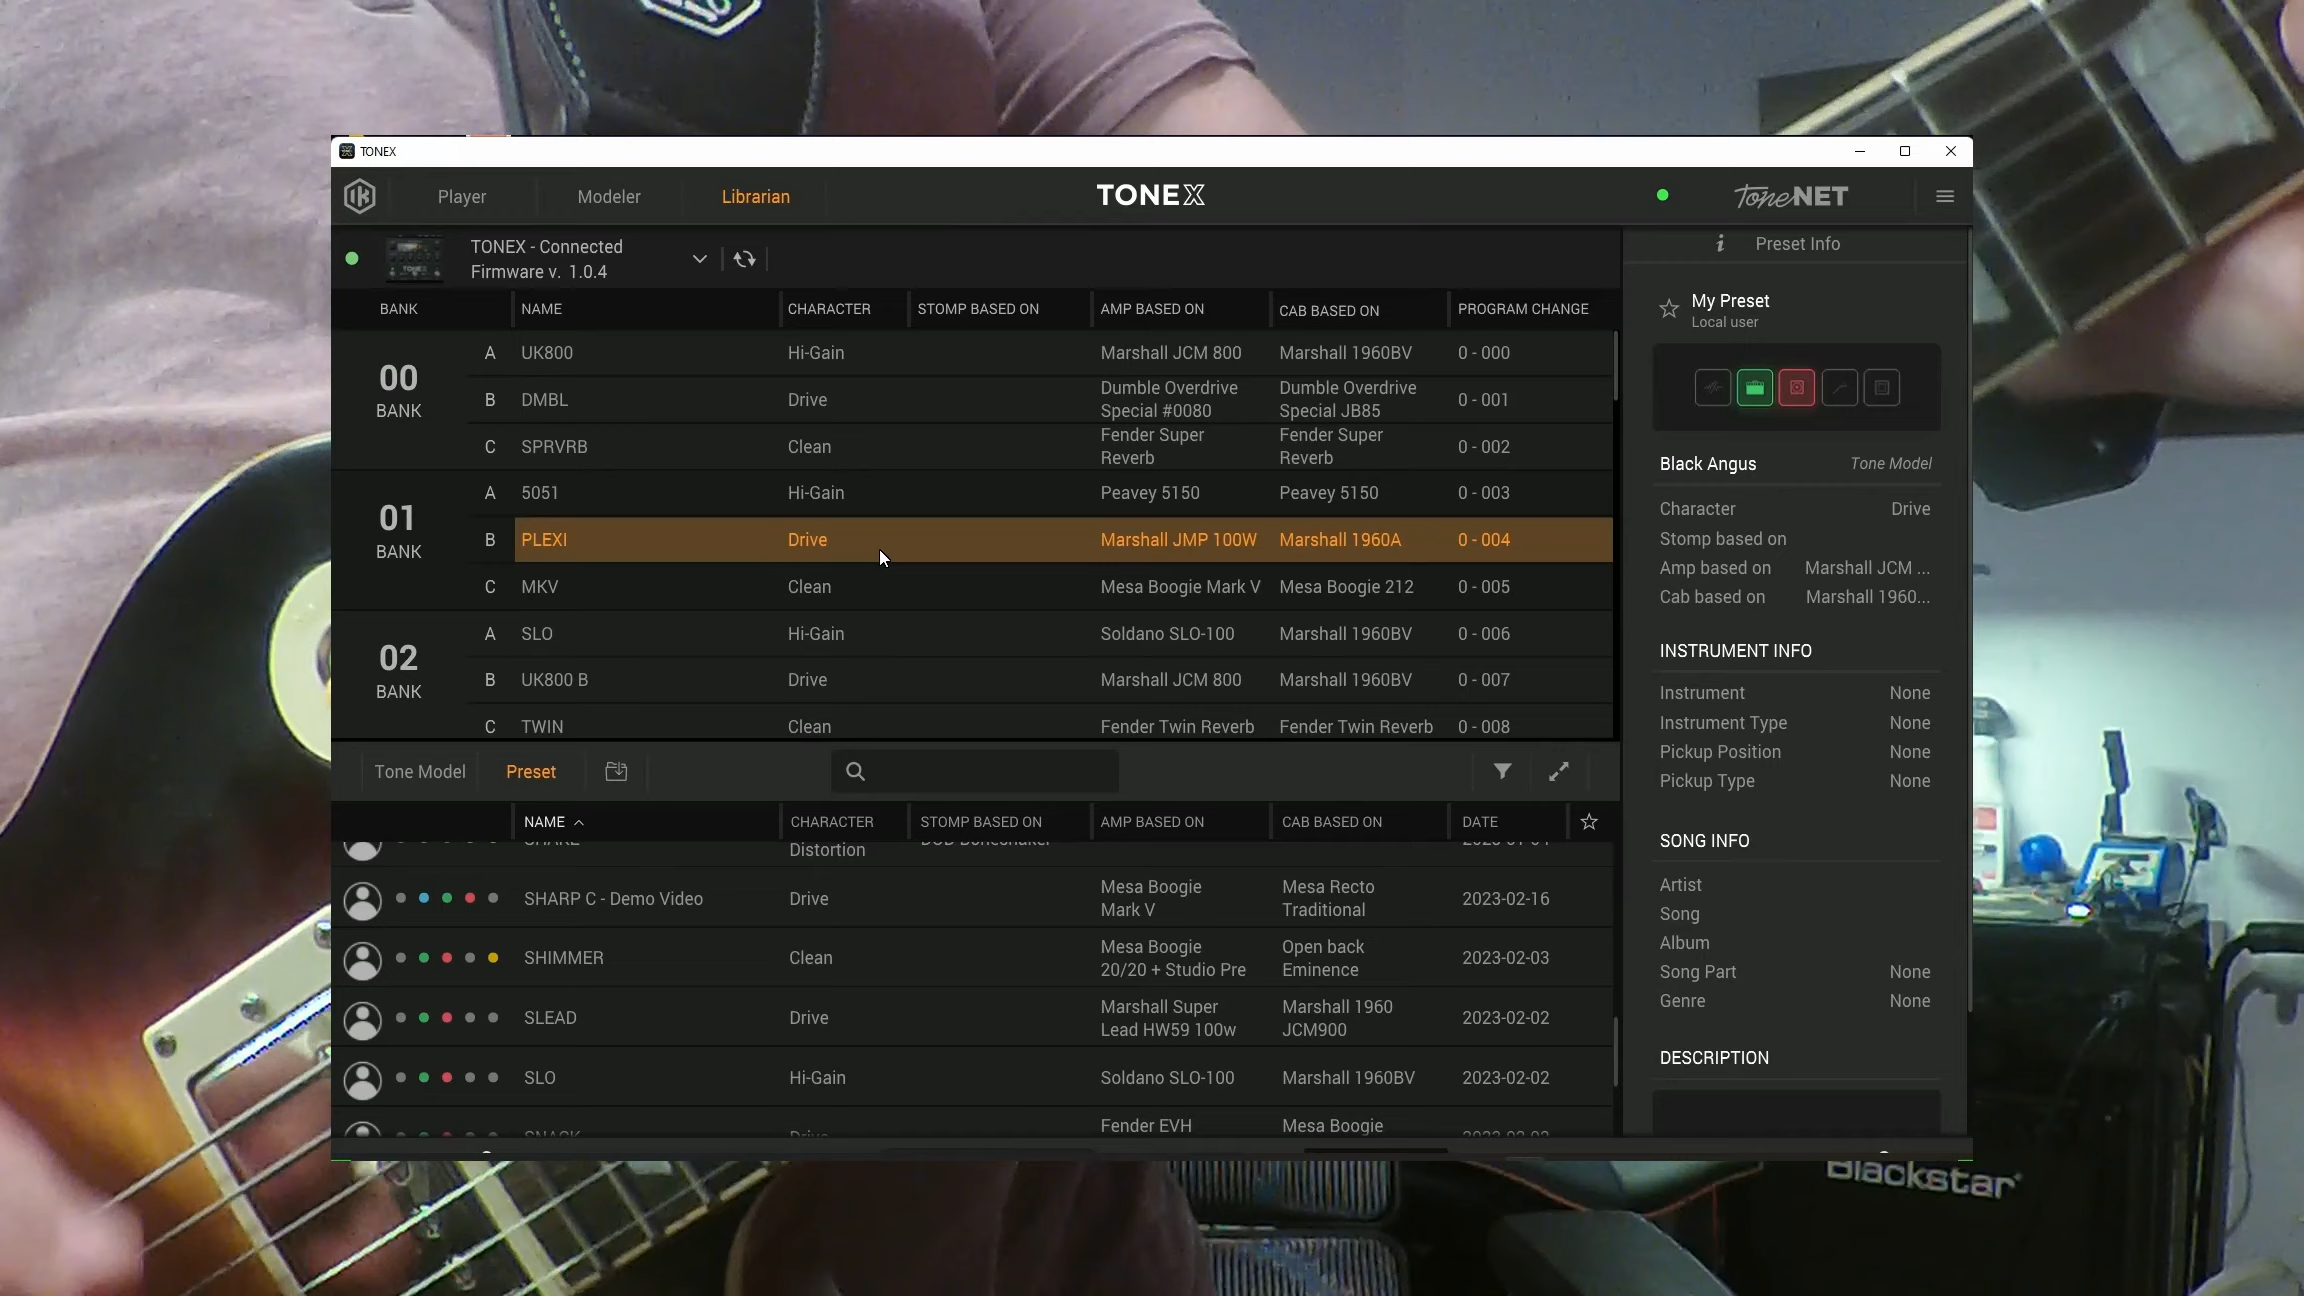 TONEX
Player
Modeler
Librarian
TONEX
ToneNET
TONEX - Connected
Firmware v. 1.0.4
BANK NAME CHARACTER STOMP BASED ON AMP BASED ON CAB BASED ON PROGRAM CHANGE
00
BANK
A UK800 Hi-Gain Marshall JCM 800 Marshall 1960BV 0 - 000
B DMBL Drive Dumble Overdrive Special #0080 Dumble Overdrive Special JB85 0 - 001
C SPRVRB Clean Fender Super Reverb Fender Super Reverb 0 - 002
01
BANK
A 5051 Hi-Gain Peavey 5150 Peavey 5150 0 - 003
B PLEXI Drive Marshall JMP 100W Marshall 1960A 0 - 004
C MKV Clean Mesa Boogie Mark V Mesa Boogie 212 0 - 005
02
BANK
A SLO Hi-Gain Soldano SLO-100 Marshall 1960BV 0 - 006
B UK800 B Drive Marshall JCM 800 Marshall 1960BV 0 - 007
C TWIN Clean Fender Twin Reverb Fender Twin Reverb 0 - 008
Tone Model
Preset
NAME CHARACTER STOMP BASED ON AMP BASED ON CAB BASED ON DATE
Distortion
SHARP C - Demo Video Drive Mesa Boogie Mark V Mesa Recto Traditional 2023-02-16
SHIMMER Clean Mesa Boogie 20/20 + Studio Pre Open back Eminence 2023-02-03
SLEAD Drive Marshall Super Lead HW59 100w Marshall 1960 JCM900 2023-02-02
SLO Hi-Gain Soldano SLO-100 Marshall 1960BV 2023-02-02
Fender EVH Mesa Boogie
Preset Info
My Preset
Local user
Black Angus Tone Model
Character Drive
Stomp based on
Amp based on Marshall JCM ...
Cab based on Marshall 1960...
INSTRUMENT INFO
Instrument None
Instrument Type None
Pickup Position None
Pickup Type None
SONG INFO
Artist
Song
Album
Song Part None
Genre None
DESCRIPTION
Blackstar